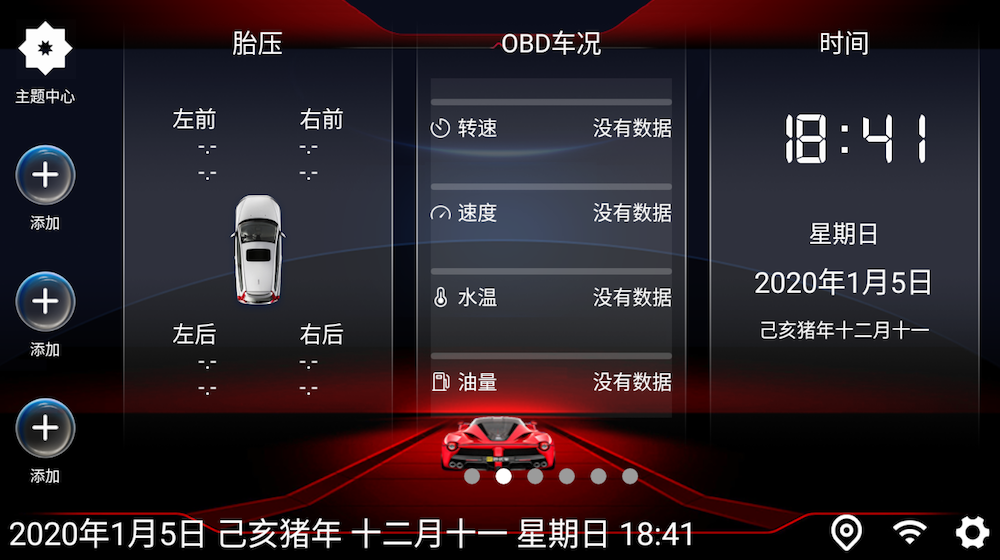 主题中心
添加
添加
添加
胎压
左前 右前
-.- -.-
-.- -.-
左后 右后
-.- -.-
-.- -.-
OBD车况
转速 没有数据
速度 没有数据
水温 没有数据
油量 没有数据
时间
18:41
星期日
2020年1月5日
己亥猪年十二月十一
2020年1月5日 己亥猪年 十二月十一 星期日 18:41